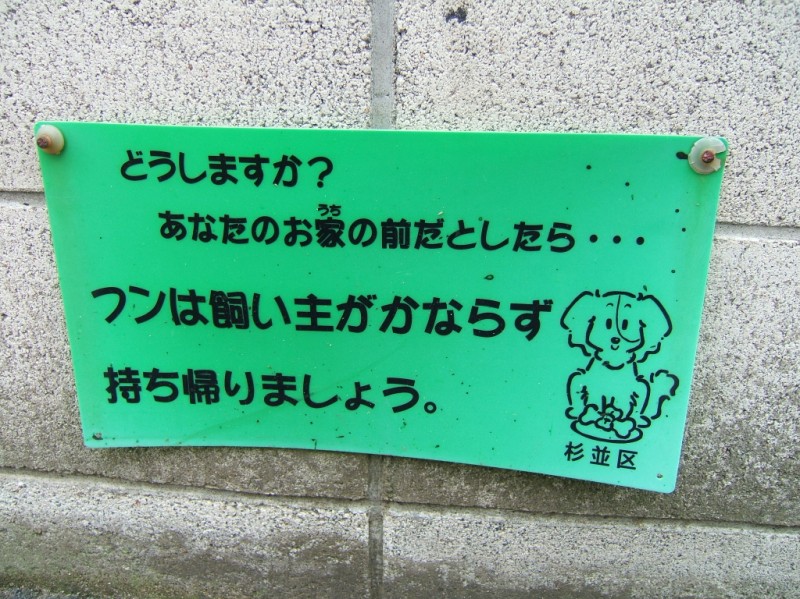 どうしますか?
あなたのお家の前だとしたら・・・
うち
フンは飼い主がかならず
持ち帰りましょう。
杉並区